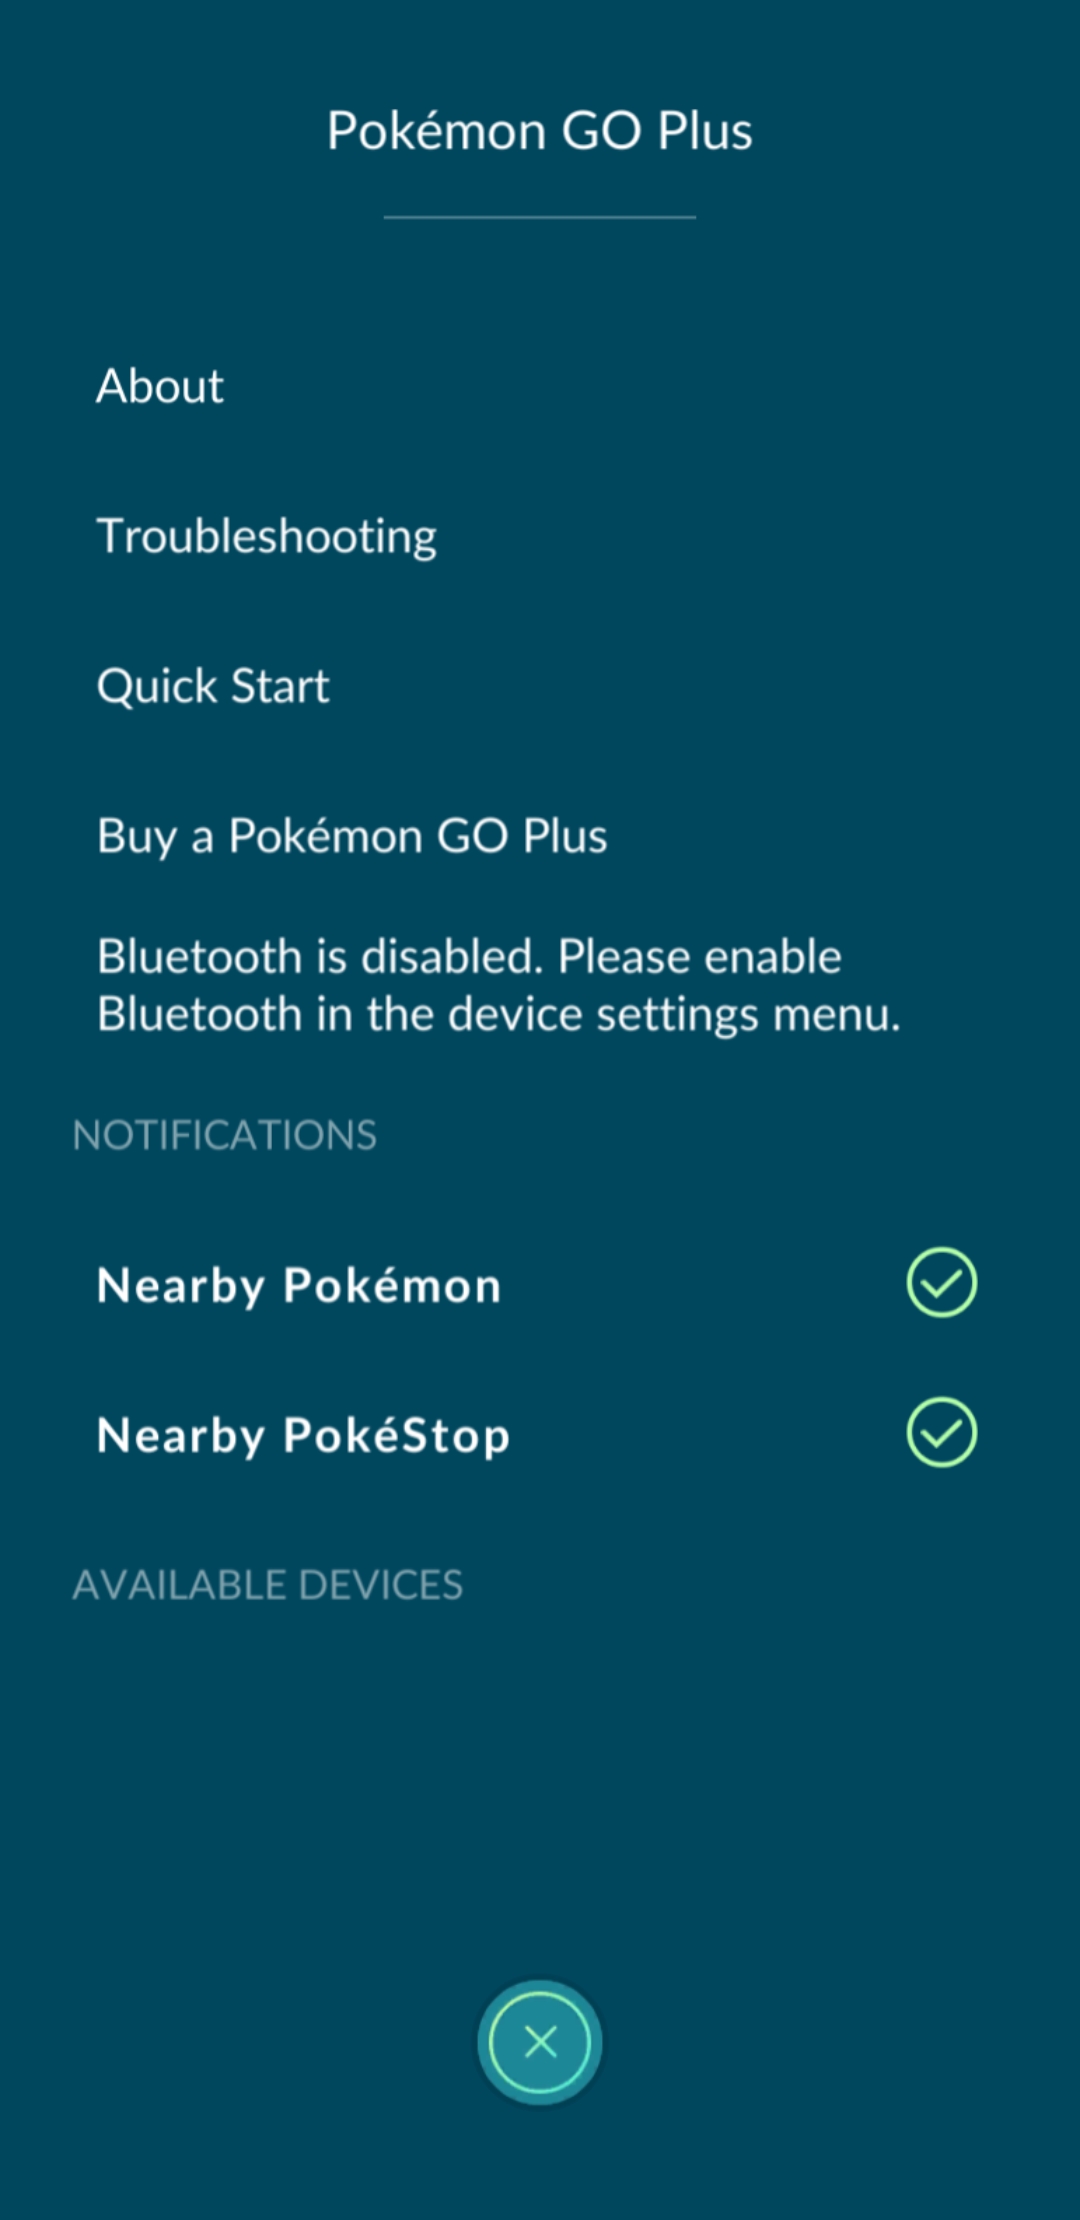 Pokémon GO Plus
About
Troubleshooting
Quick Start
Buy a Pokémon GO Plus
Bluetooth is disabled. Please enable
Bluetooth in the device settings menu.
NOTIFICATIONS
Nearby Pokémon
Nearby PokéStop
AVAILABLE DEVICES